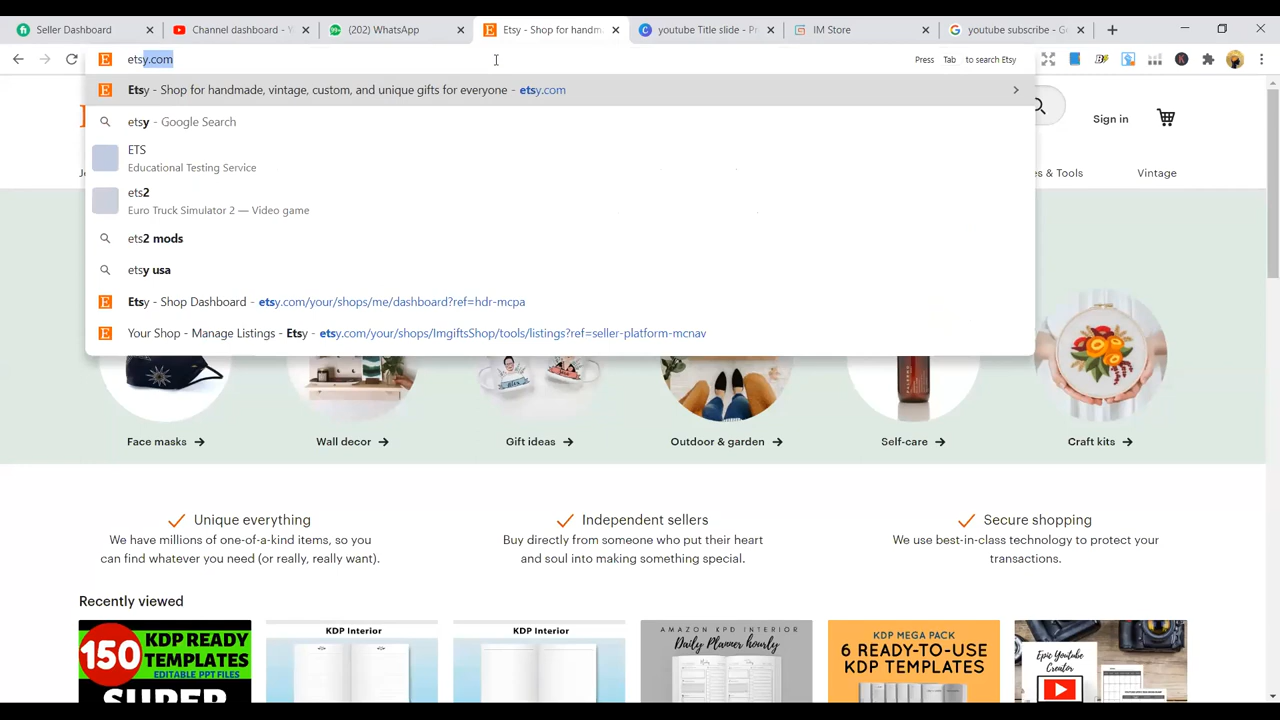 Seller Dashboard
Channel dashboard - Y
(202) WhatsApp
Etsy - Shop for handm
youtube Title slide - Pr
IM Store
youtube subscribe - G
etsy.com
Press Tab to search Etsy
Etsy - Shop for handmade, vintage, custom, and unique gifts for everyone - etsy.com
etsy - Google Search
ETS
Educational Testing Service
ets2
Euro Truck Simulator 2 — Video game
ets2 mods
etsy usa
Etsy - Shop Dashboard - etsy.com/your/shops/me/dashboard?ref=hdr-mcpa
Your Shop - Manage Listings - Etsy - etsy.com/your/shops/ImgiftsShop/tools/listings?ref=seller-platform-mcnav
Sign in
es & Tools
Vintage
Face masks →
Wall decor →
Gift ideas →
Outdoor & garden →
Self-care →
Craft kits →
Unique everything
We have millions of one-of-a-kind items, so you
can find whatever you need (or really, really want).
Independent sellers
Buy directly from someone who put their heart
and soul into making something special.
Secure shopping
We use best-in-class technology to protect your
transactions.
Recently viewed
150
KDP READY
TEMPLATES
EDITABLE PPT FILES
SUPER
KDP Interior
KDP Interior
AMAZON KPD INTERIOR
Daily Planner hourly
KDP MEGA PACK
6 READY-TO-USE
KDP TEMPLATES
Epic Youtube
Creator